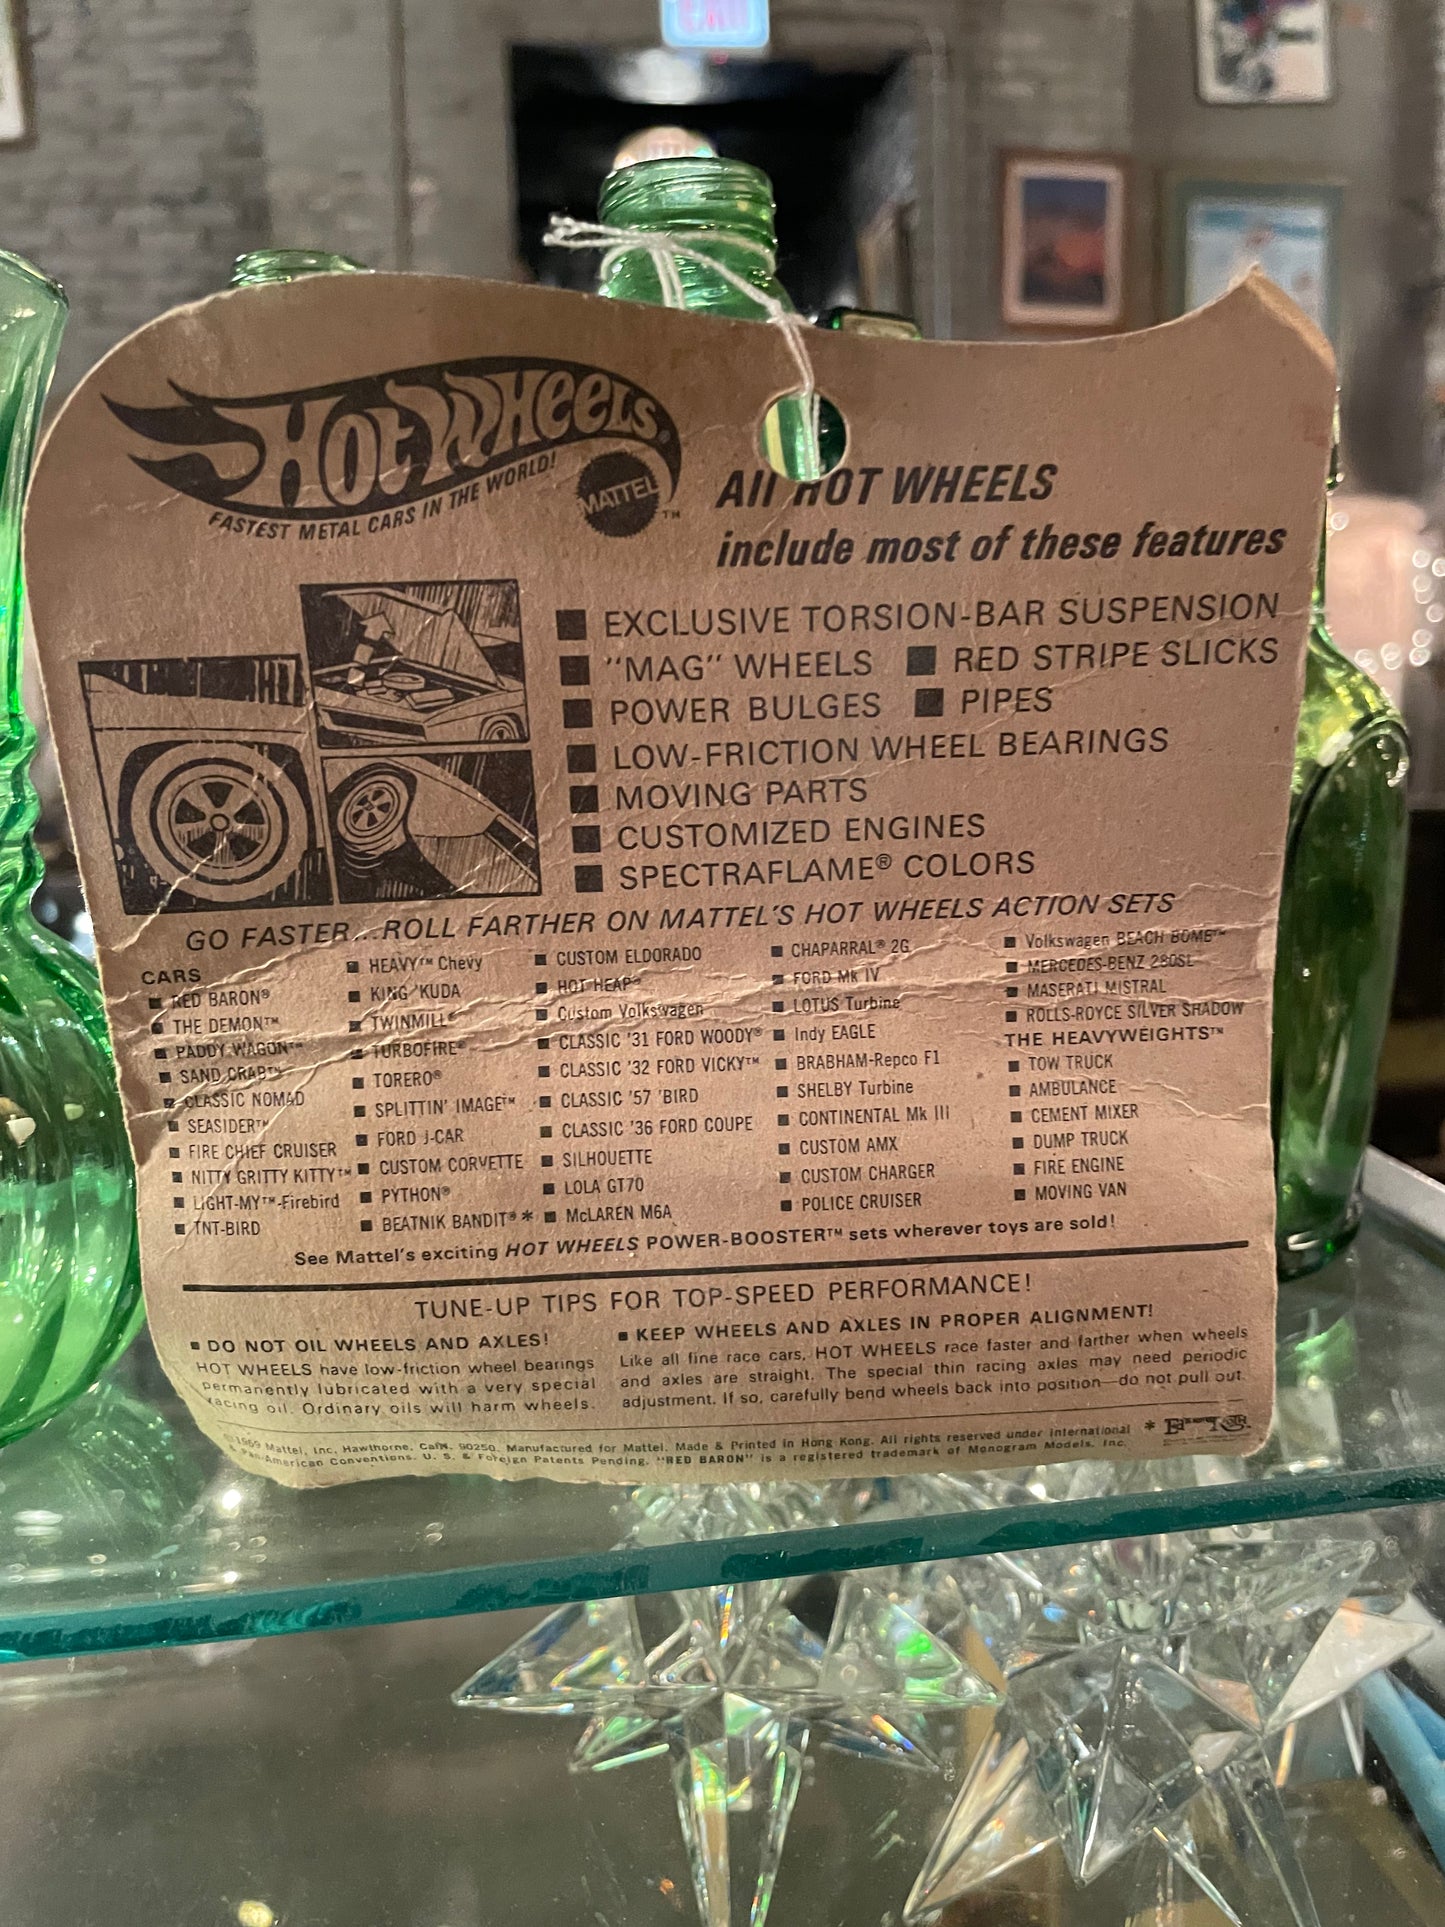 HOT WHEELS®
FASTEST METAL CARS IN THE WORLD!
MATTEL™
All HOT WHEELS
include most of these features
■ EXCLUSIVE TORSION-BAR SUSPENSION
■ "MAG" WHEELS ■ RED STRIPE SLICKS
■ POWER BULGES ■ PIPES
■ LOW-FRICTION WHEEL BEARINGS
■ MOVING PARTS
■ CUSTOMIZED ENGINES
■ SPECTRAFLAME® COLORS
GO FASTER...ROLL FARTHER ON MATTEL'S HOT WHEELS ACTION SETS
CARS
■ RED BARON®
■ THE DEMON™
■ PADDY WAGON™
■ SAND CRAB™
■ CLASSIC NOMAD
■ SEASIDER™
■ FIRE CHIEF CRUISER
■ NITTY GRITTY KITTY™
■ LIGHT-MY™-Firebird
■ TNT-BIRD
■ HEAVY™ Chevy
■ KING 'KUDA
■ TWINMILL®
■ TURBOFIRE®
■ TORERO®
■ SPLITTIN' IMAGE™
■ FORD J-CAR
■ CUSTOM CORVETTE
■ PYTHON®
■ BEATNIK BANDIT®*
■ CUSTOM ELDORADO
■ HOT HEAP®
■ Custom Volkswagen
■ CLASSIC '31 FORD WOODY®
■ CLASSIC '32 FORD VICKY™
■ CLASSIC '57 'BIRD
■ CLASSIC '36 FORD COUPE
■ SILHOUETTE
■ LOLA GT70
■ McLAREN M6A
■ CHAPARRAL® 2G
■ FORD Mk IV
■ LOTUS Turbine
■ Indy EAGLE
■ BRABHAM-Repco F1
■ SHELBY Turbine
■ CONTINENTAL Mk III
■ CUSTOM AMX
■ CUSTOM CHARGER
■ POLICE CRUISER
■ Volkswagen BEACH BOMB™
■ MERCEDES-BENZ 280SL
■ MASERATI MISTRAL
■ ROLLS-ROYCE SILVER SHADOW
THE HEAVYWEIGHTS™
■ TOW TRUCK
■ AMBULANCE
■ CEMENT MIXER
■ DUMP TRUCK
■ FIRE ENGINE
■ MOVING VAN
See Mattel's exciting HOT WHEELS POWER-BOOSTER™ sets wherever toys are sold!
TUNE-UP TIPS FOR TOP-SPEED PERFORMANCE!
■ DO NOT OIL WHEELS AND AXLES!
HOT WHEELS have low-friction wheel bearings
permanently lubricated with a very special
racing oil. Ordinary oils will harm wheels.
■ KEEP WHEELS AND AXLES IN PROPER ALIGNMENT!
Like all fine race cars, HOT WHEELS race faster and farther when wheels
and axles are straight. The special thin racing axles may need periodic
adjustment. If so, carefully bend wheels back into position—do not pull out.
©1969 Mattel, Inc. Hawthorne, Calif. 90250. Manufactured for Mattel. Made & Printed in Hong Kong. All rights reserved under International
& Pan-American Conventions. U. S. & Foreign Patents Pending. "RED BARON" is a registered trademark of Monogram Models, Inc.
* Ed "Big Daddy" Roth